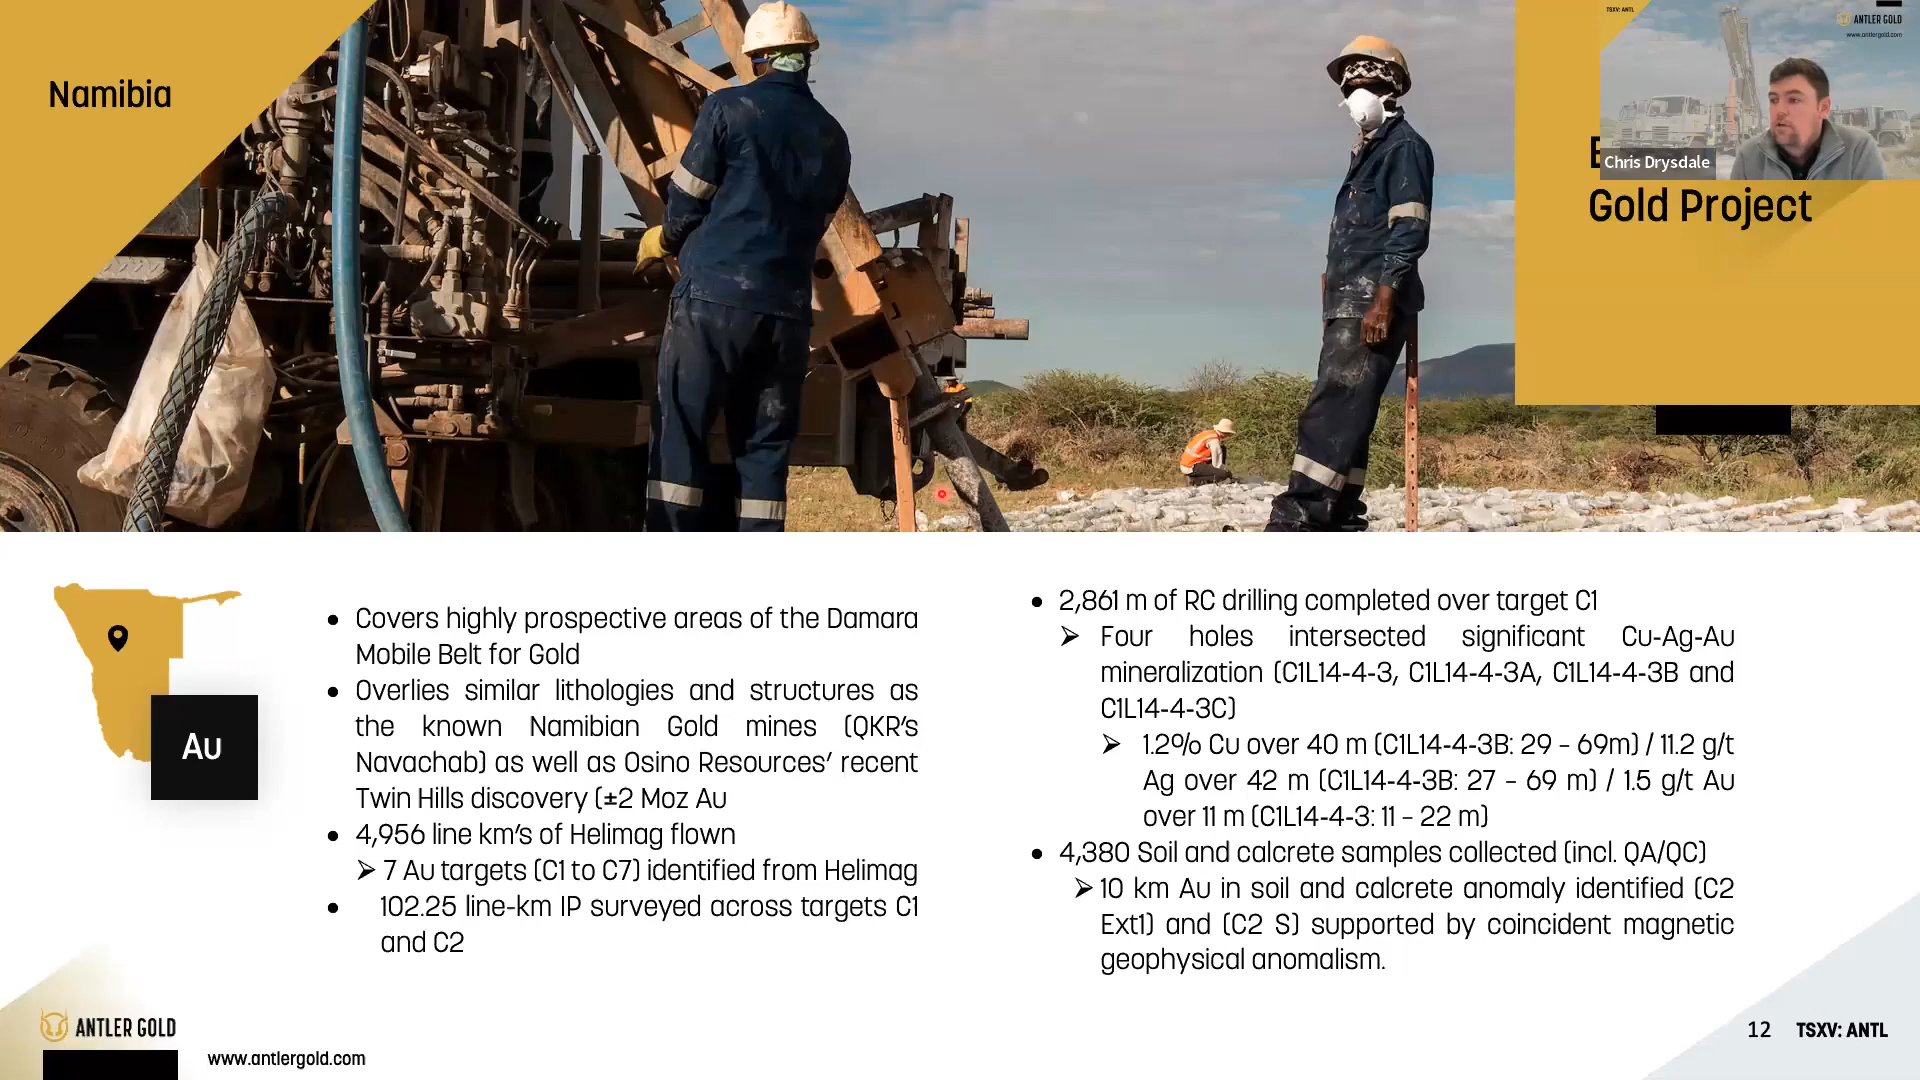 Namibia
TSXV: ANTL
ANTLER GOLD
www.antlergold.com
Chris Drysdale
Gold Project
Au
• Covers highly prospective areas of the Damara
Mobile Belt for Gold
• Overlies similar lithologies and structures as
the known Namibian Gold mines (QKR's
Navachab) as well as Osino Resources' recent
Twin Hills discovery (±2 Moz Au
• 4,956 line km's of Helimag flown
➢ 7 Au targets (C1 to C7) identified from Helimag
• 102.25 line-km IP surveyed across targets C1
and C2
• 2,861 m of RC drilling completed over target C1
➢ Four holes intersected significant Cu-Ag-Au
mineralization (C1L14-4-3, C1L14-4-3A, C1L14-4-3B and
C1L14-4-3C)
➢ 1.2% Cu over 40 m (C1L14-4-3B: 29 – 69m) / 11.2 g/t
Ag over 42 m (C1L14-4-3B: 27 – 69 m) / 1.5 g/t Au
over 11 m (C1L14-4-3: 11 – 22 m)
• 4,380 Soil and calcrete samples collected (incl. QA/QC)
➢ 10 km Au in soil and calcrete anomaly identified (C2
Ext1) and (C2 S) supported by coincident magnetic
geophysical anomalism.
ANTLER GOLD
www.antlergold.com
12 TSXV: ANTL